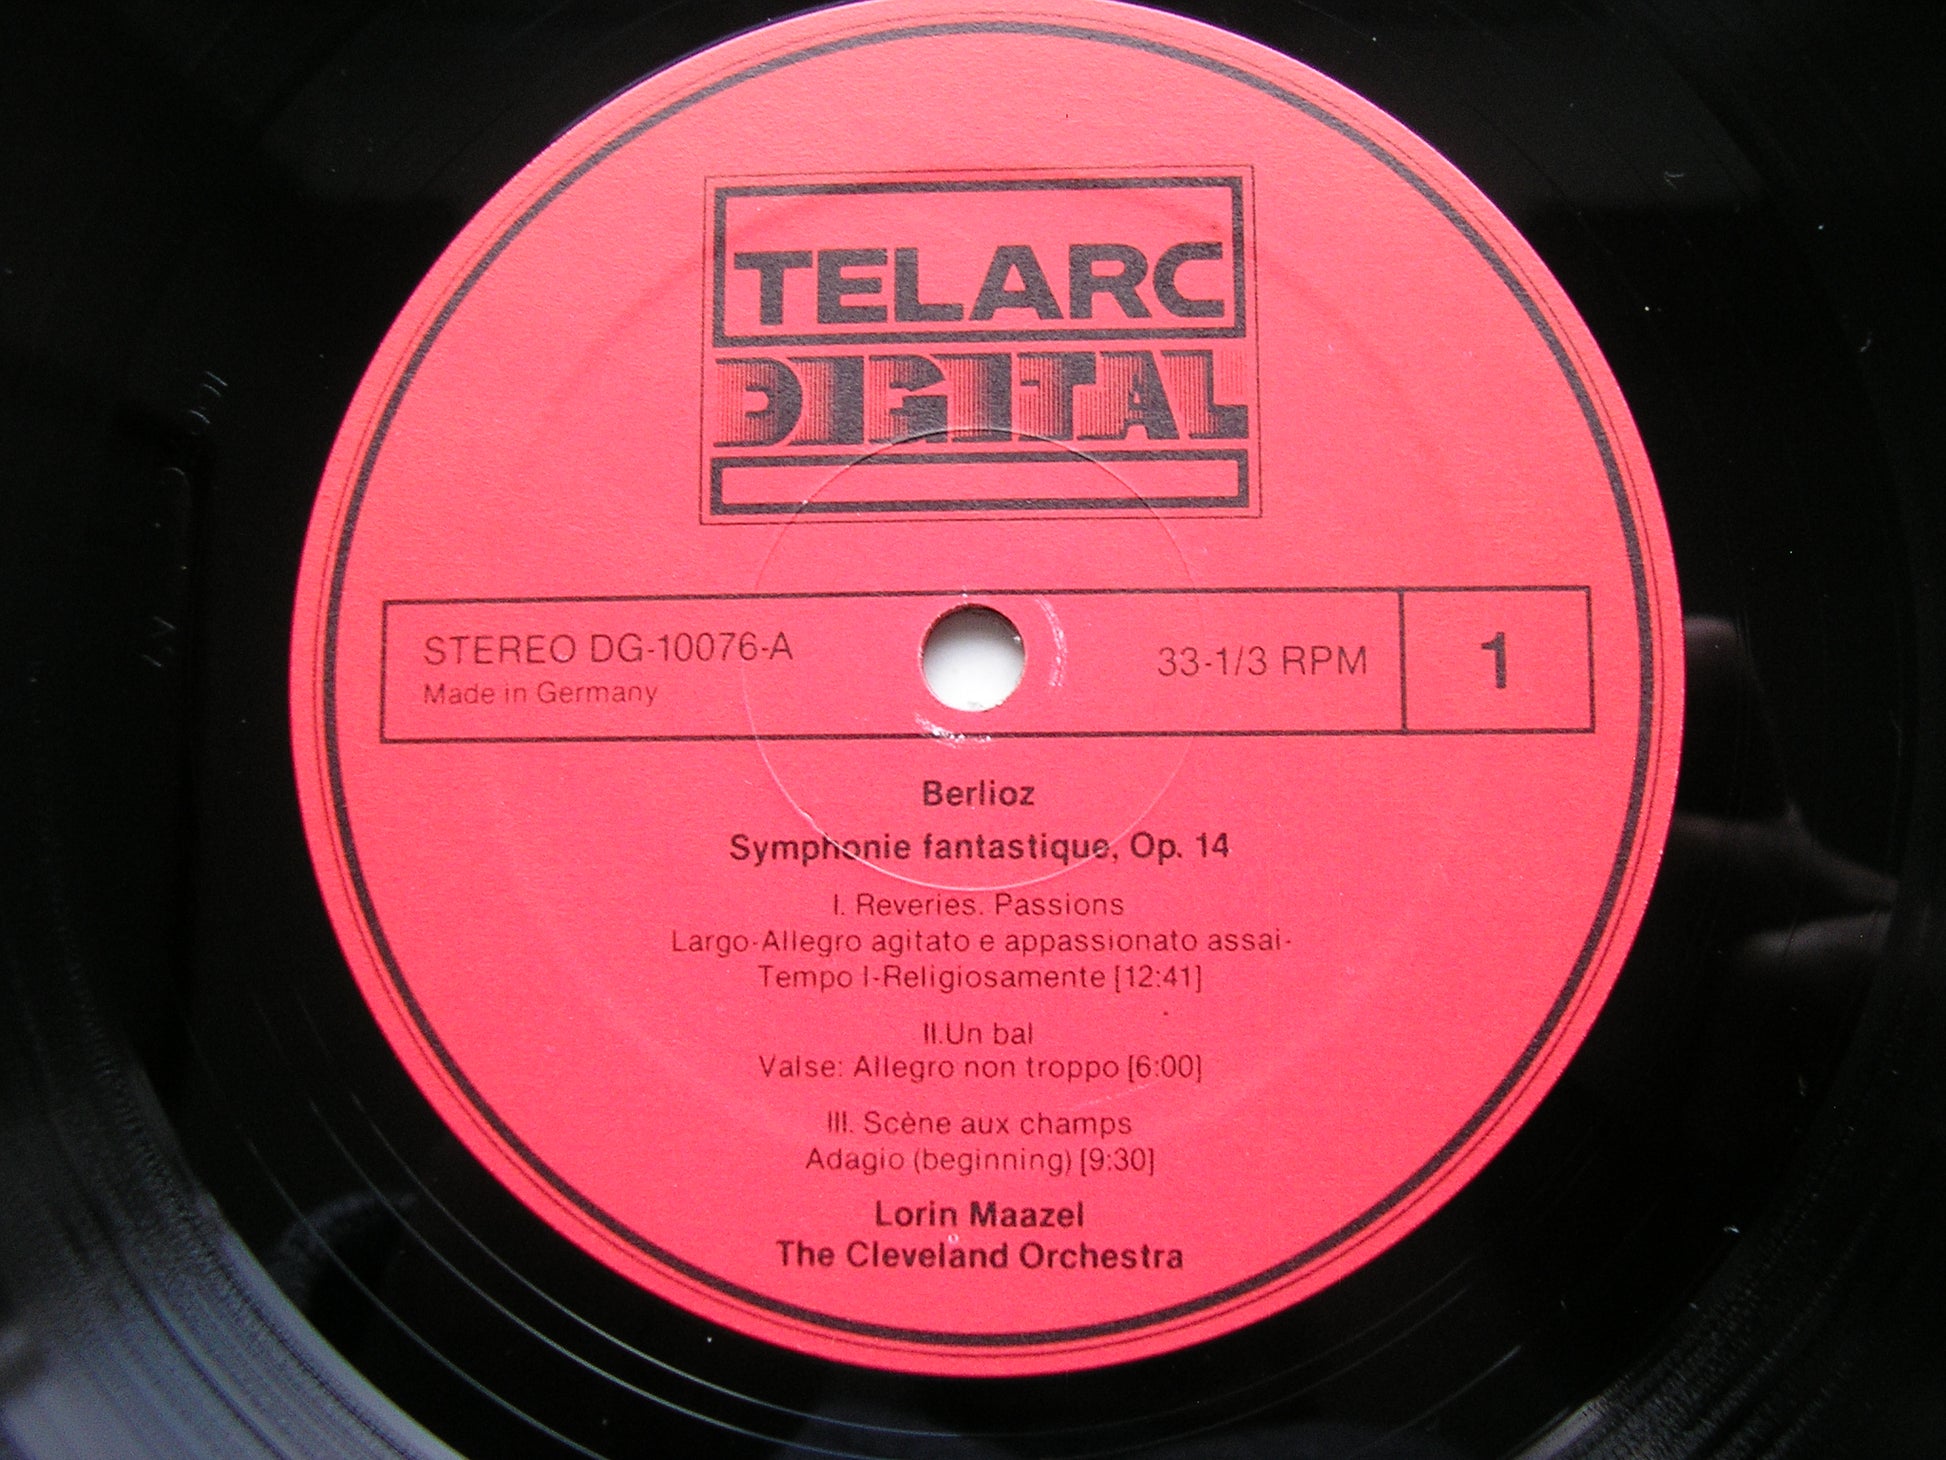 TELARC
DIGITAL
STEREO DG-10076-A
Made in Germany
33-1/3 RPM
1
Berlioz
Symphonie fantastique, Op. 14
I. Reveries. Passions
Largo-Allegro agitato e appassionato assai-
Tempo I-Religiosamente [12:41]
II.Un bal
Valse: Allegro non troppo [6:00]
III. Scène aux champs
Adagio (beginning) [9:30]
Lorin Maazel
The Cleveland Orchestra